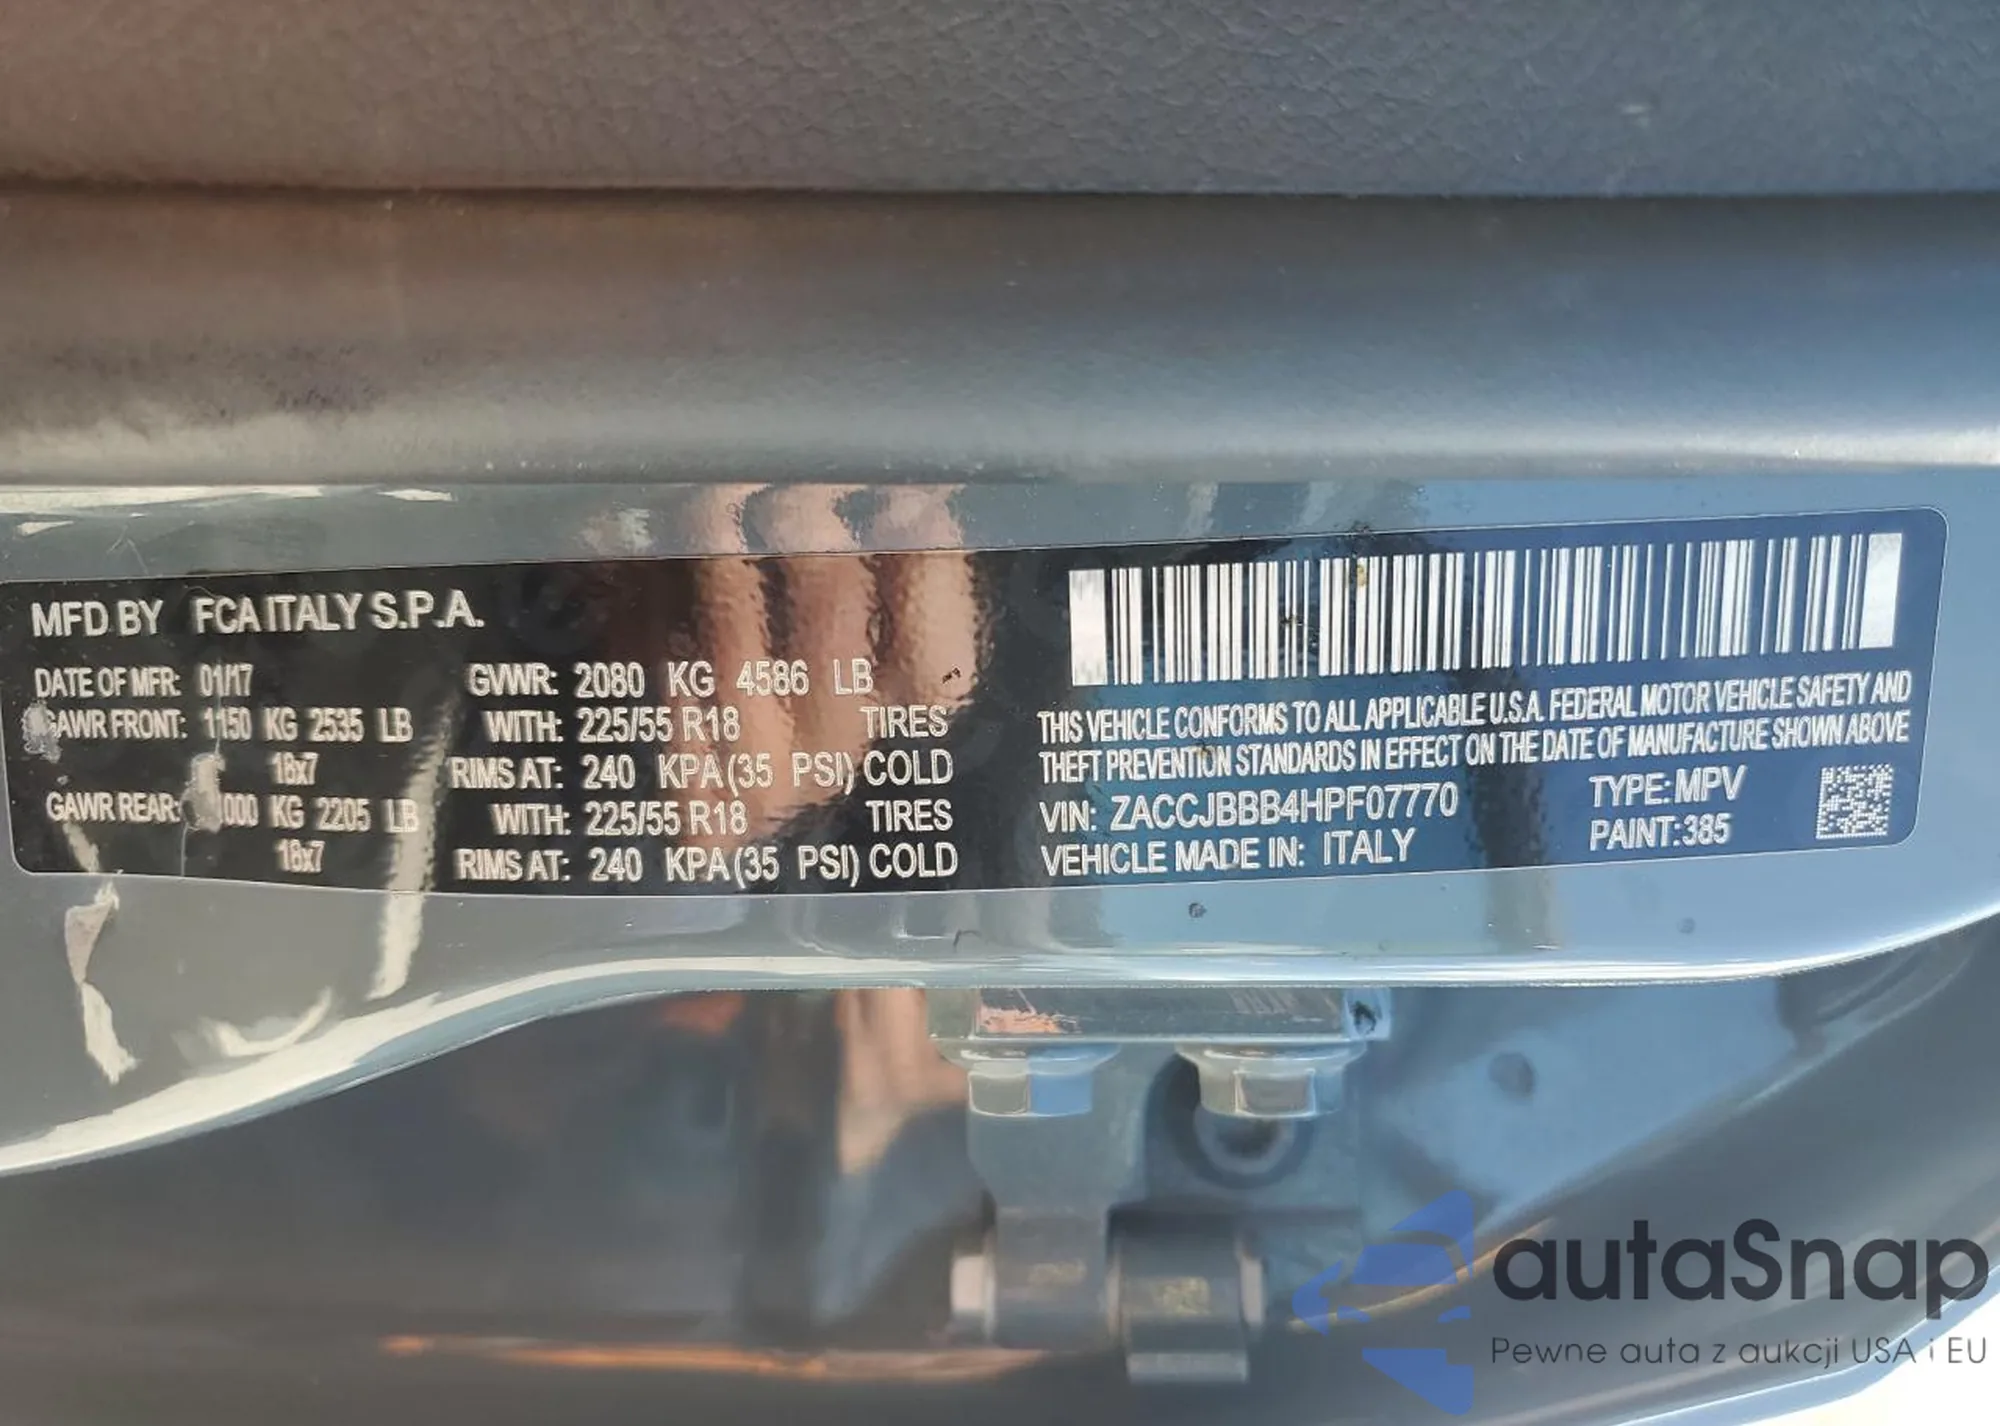 MFD BY FCA ITALY S.P.A.
DATE OF MFR: 01/17 GVWR: 2080 KG 4586 LB
GAWR FRONT: 1150 KG 2535 LB WITH: 225/55 R18 TIRES
18x7 RIMS AT: 240 KPA (35 PSI) COLD
GAWR REAR: 1000 KG 2205 LB WITH: 225/55 R18 TIRES
18x7 RIMS AT: 240 KPA (35 PSI) COLD
THIS VEHICLE CONFORMS TO ALL APPLICABLE U.S.A. FEDERAL MOTOR VEHICLE SAFETY AND
THEFT PREVENTION STANDARDS IN EFFECT ON THE DATE OF MANUFACTURE SHOWN ABOVE
VIN: ZACCJBBB4HPF07770 TYPE: MPV
VEHICLE MADE IN: ITALY PAINT: 385
autaSnap
Pewne auta z aukcji USA i EU